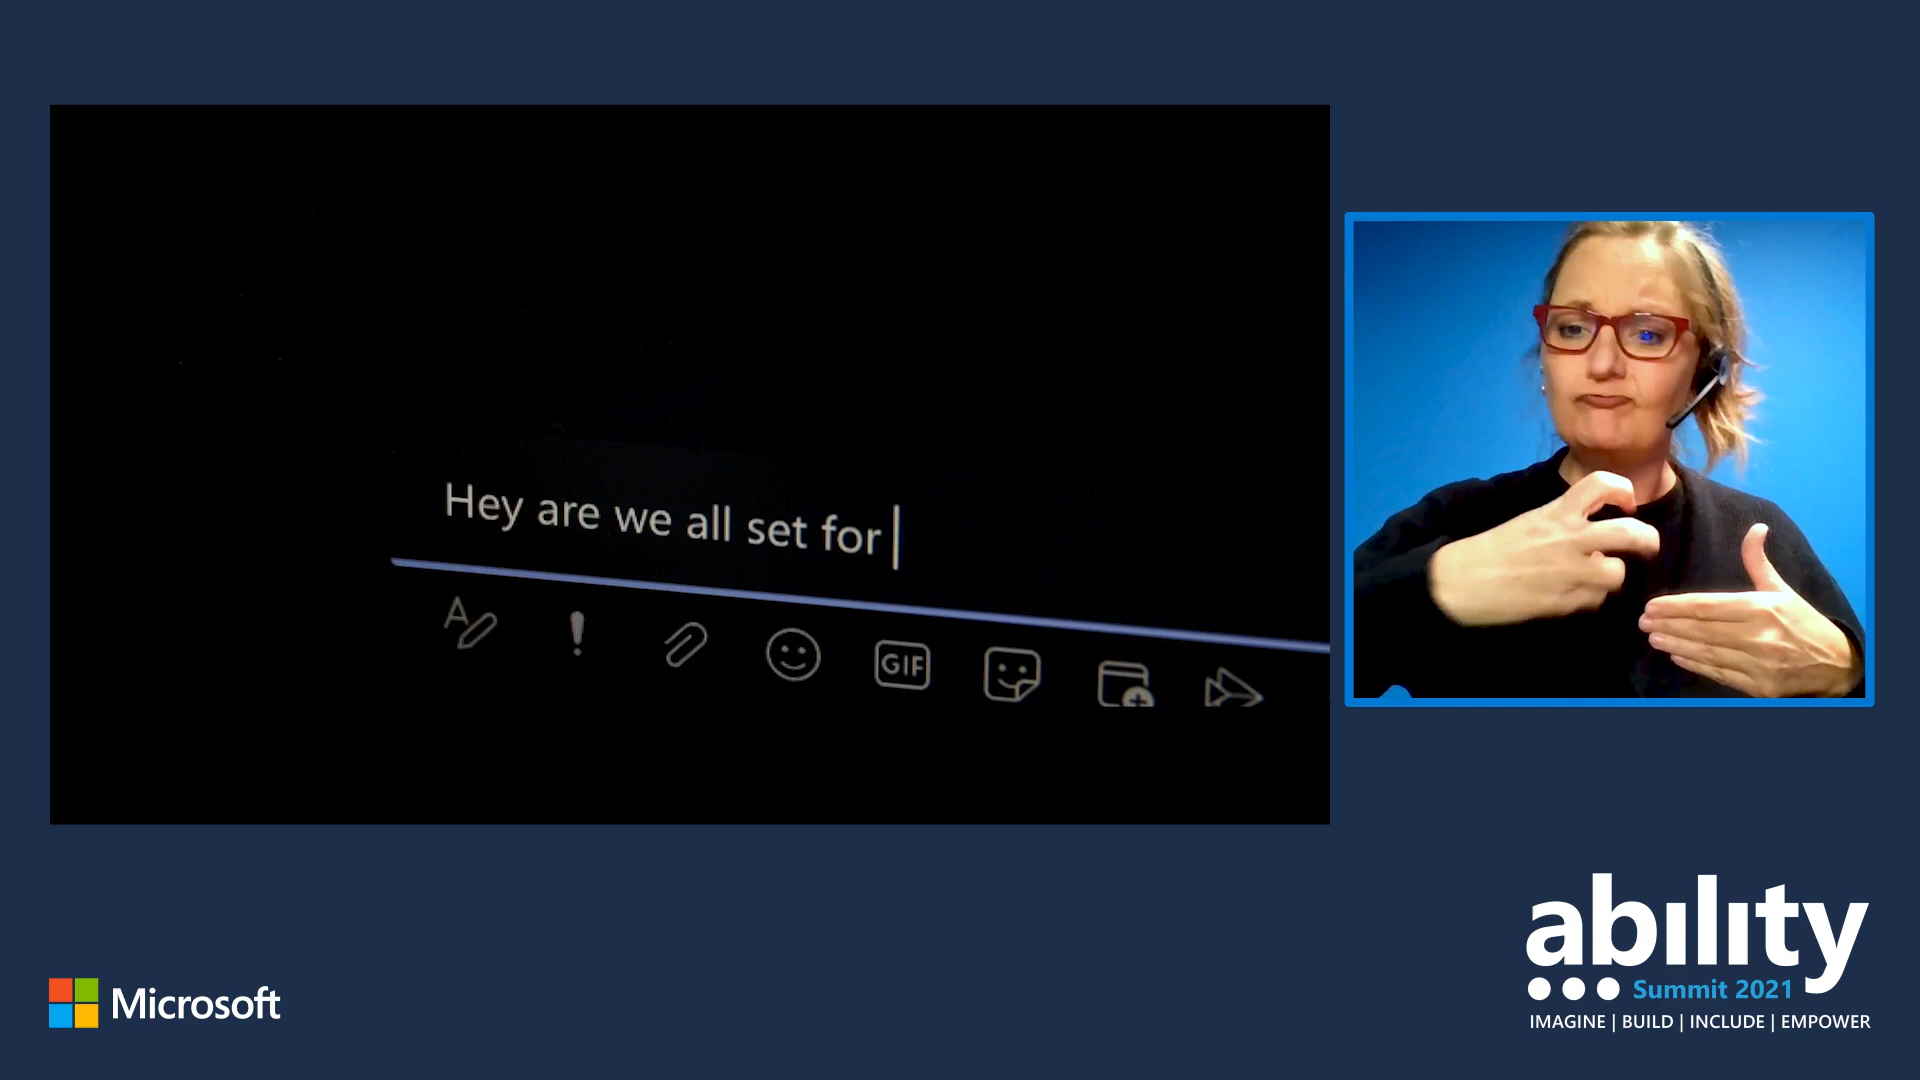 Hey are we all set for
GIF
Microsoft
ability
Summit 2021
IMAGINE | BUILD | INCLUDE | EMPOWER